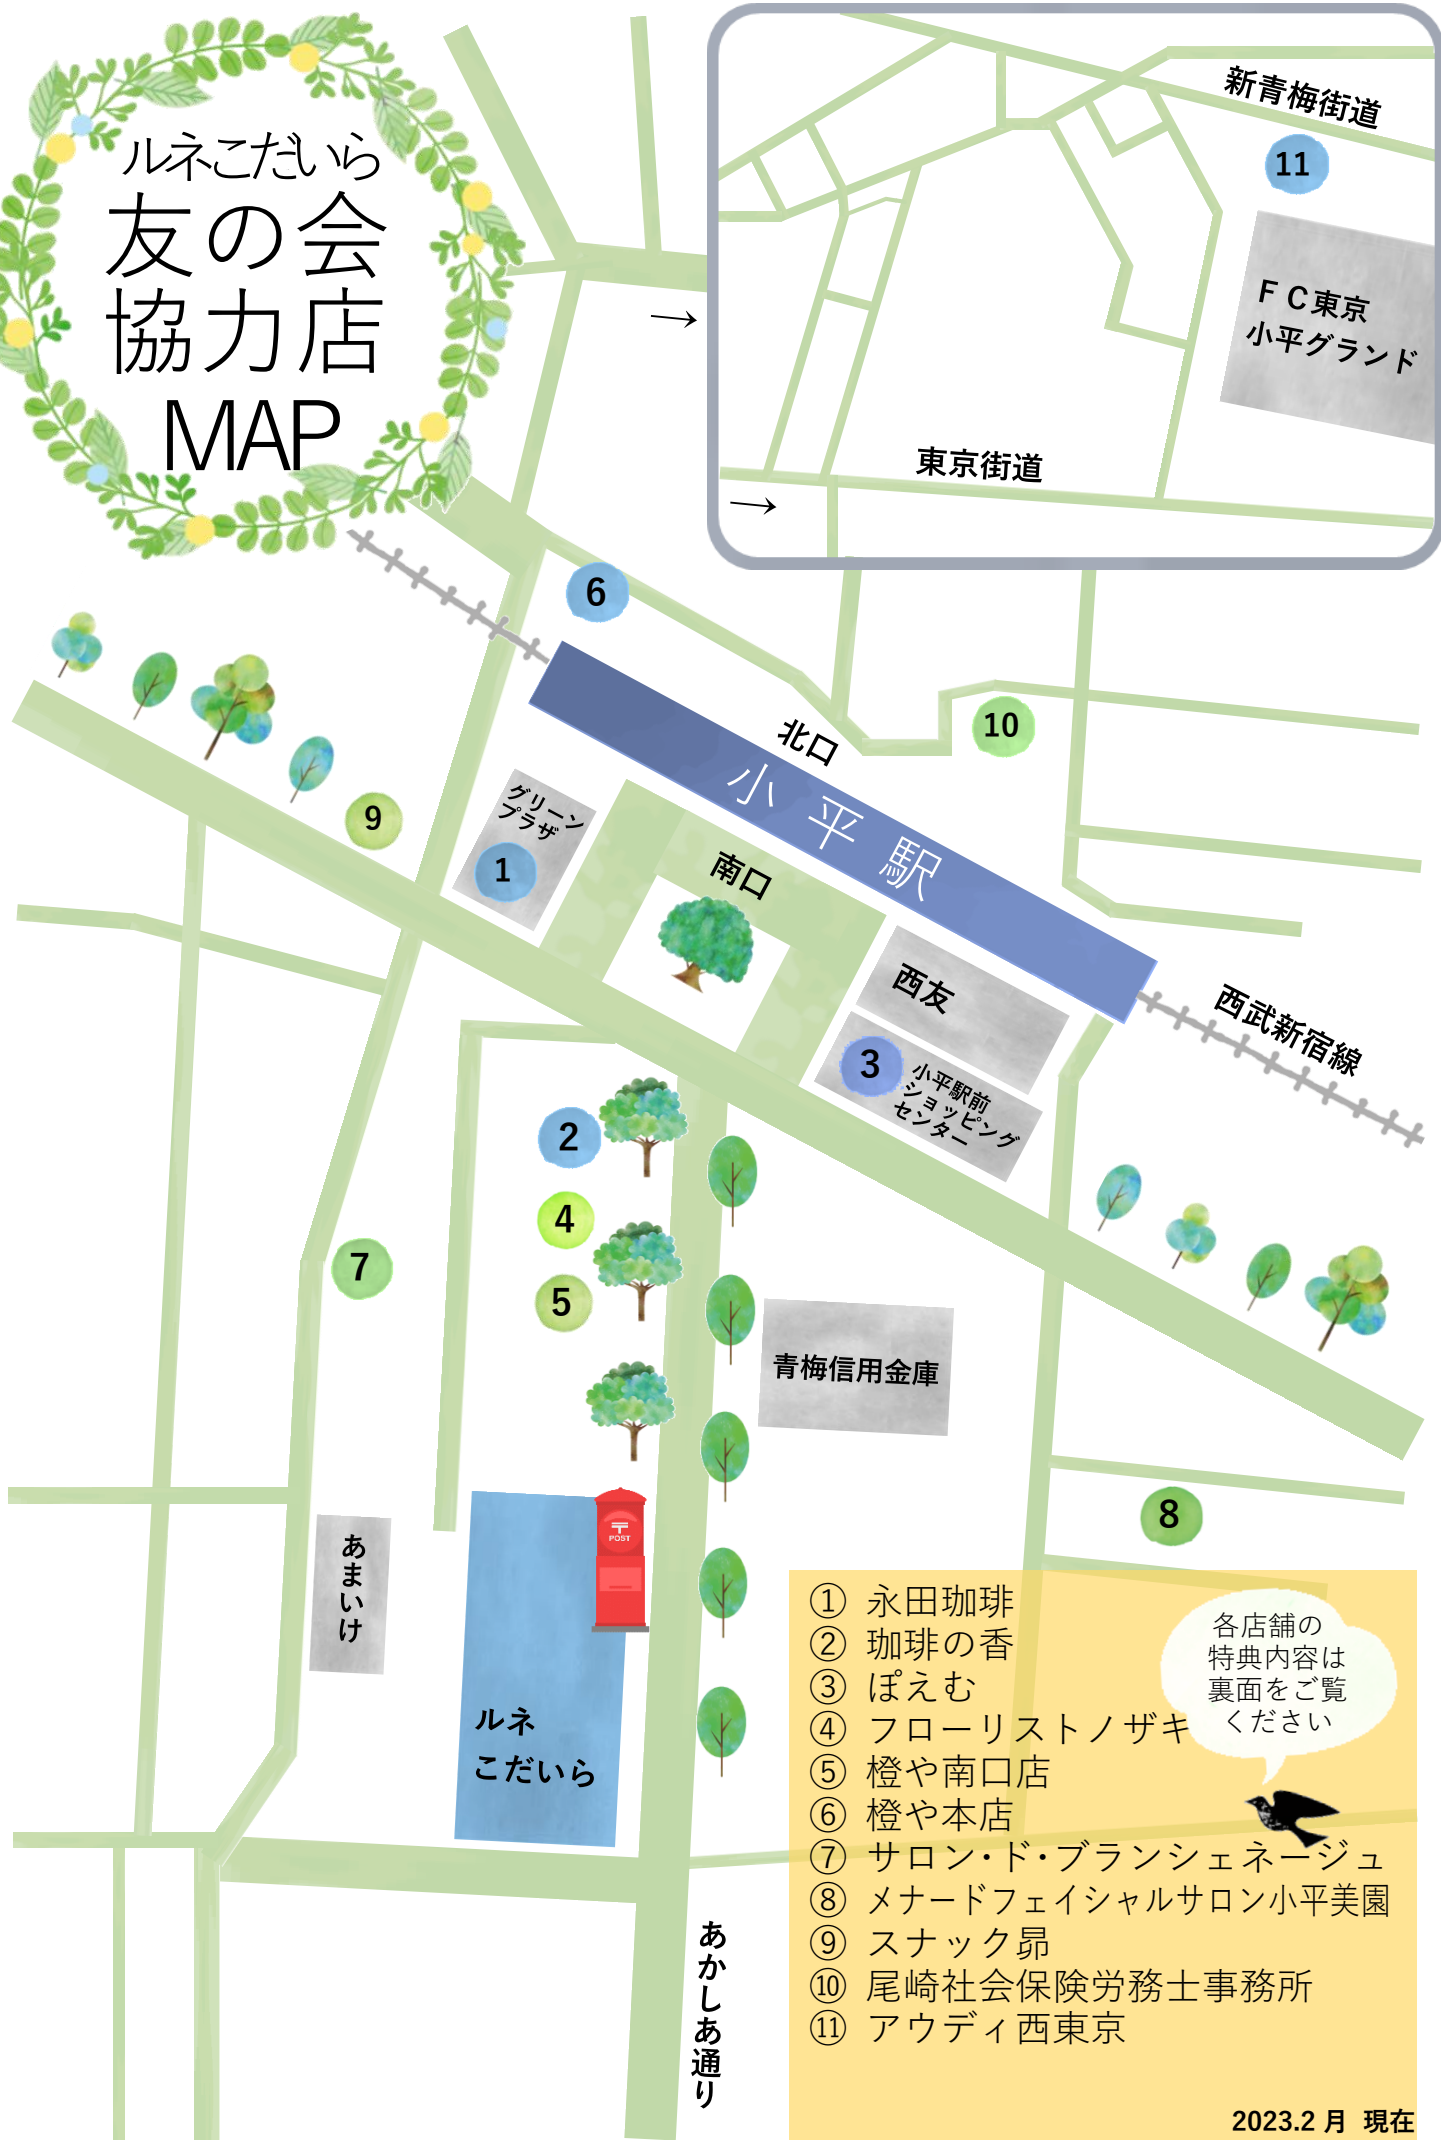 ルネこだいら
友の会
協力店
MAP
新青梅街道
11
ＦＣ東京
小平グランド
東京街道
→
→
6
10
北口
小平駅
9
グリーン
プラザ
1
南口
西友
西武新宿線
3
小平駅前
ショッピング
センター
2
4
5
7
青梅信用金庫
〒
POST
8
あまいけ
ルネ
こだいら
あかしあ通り
① 永田珈琲
② 珈琲の香
③ ぽえむ
④ フローリストノザキ
⑤ 橙や南口店
⑥ 橙や本店
⑦ サロン・ド・ブランシェネージュ
⑧ メナードフェイシャルサロン小平美園
⑨ スナック昴
⑩ 尾崎社会保険労務士事務所
⑪ アウディ西東京
各店舗の
特典内容は
裏面をご覧
ください
2023.2月 現在